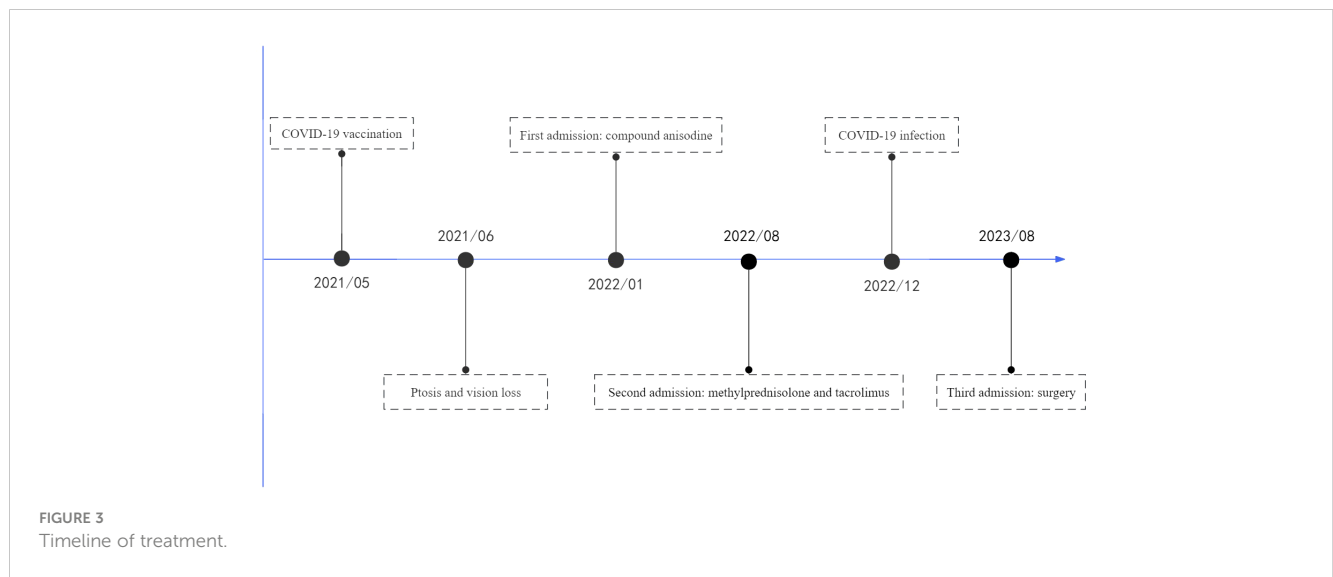 COVID-19 vaccination
First admission: compound anisodine
COVID-19 infection
2021/06
2022/08
2023/08
2021/05
2022/01
2022/12
Ptosis and vision loss
Second admission: methylprednisolone and tacrolimus
Third admission: surgery
FIGURE 3
Timeline of treatment.